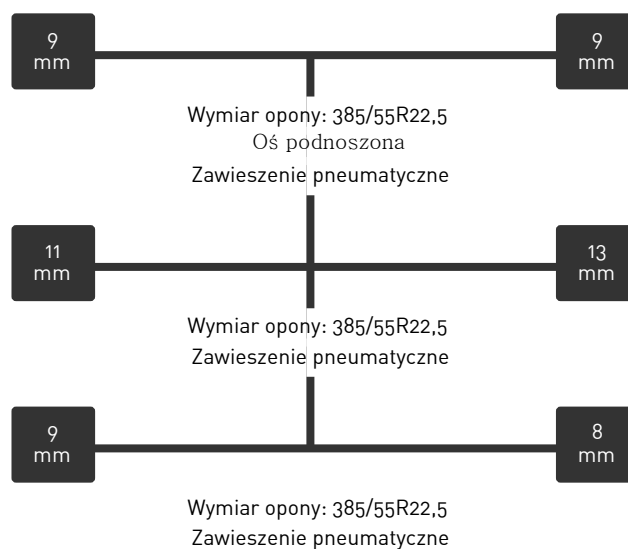 9 mm
9 mm
Wymiar opony: 385/55R22,5
Oś podnoszona
Zawieszenie pneumatyczne
11 mm
13 mm
Wymiar opony: 385/55R22,5
Zawieszenie pneumatyczne
9 mm
8 mm
Wymiar opony: 385/55R22,5
Zawieszenie pneumatyczne